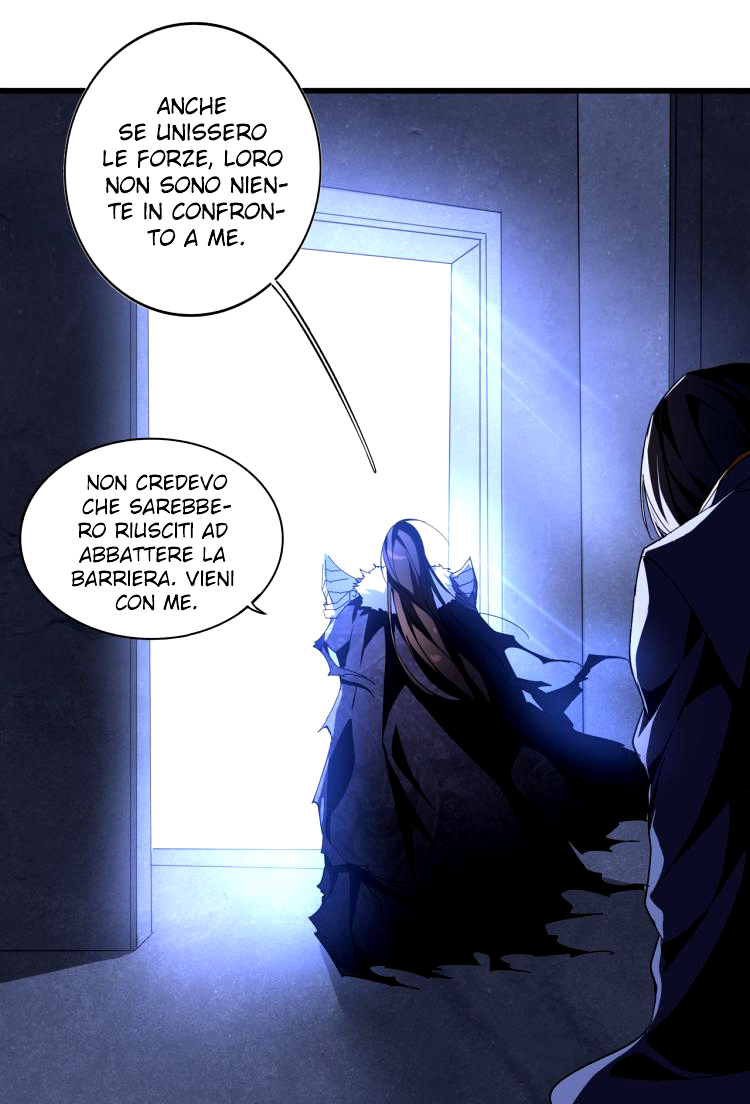 ANCHE
SE UNISSERO
LE FORZE, LORO
NON SONO NIEN-
TE IN CONFRON-
TO A ME.
NON CREDEVO
CHE SAREBBE-
RO RIUSCITI AD
ABBATTERE LA
BARRIERA. VIENI
CON ME.